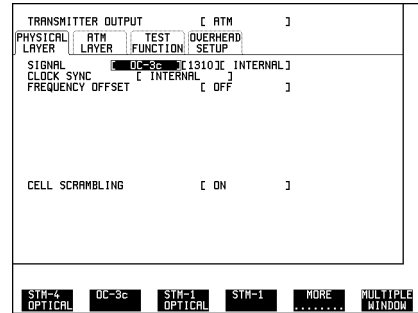 TRANSMITTER OUTPUT [ ATM ]
PHYSICAL LAYER ATM LAYER TEST FUNCTION OVERHEAD SETUP
SIGNAL [ OC-3c ][1310][ INTERNAL]
CLOCK SYNC [ INTERNAL ]
FREQUENCY OFFSET [ OFF ]
CELL SCRAMBLING [ ON ]
STM-4 OPTICAL OC-3c STM-1 OPTICAL STM-1 MORE ........ MULTIPLE WINDOW